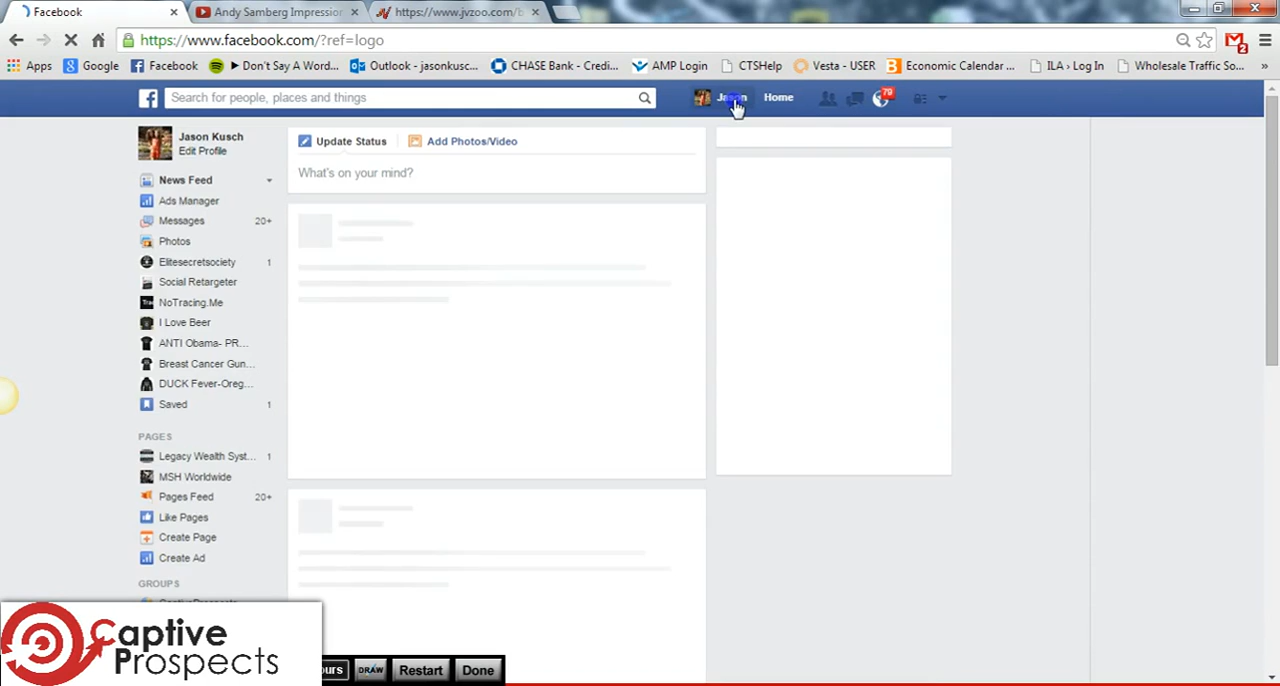 Facebook
Andy Samberg Impression
https://www.jvzoo.com/b
https://www.facebook.com/?ref=logo
2
Apps
Google
Facebook
Don't Say A Word...
Outlook - jasonkusc...
CHASE Bank - Credi...
AMP Login
CTSHelp
Vesta - USER
Economic Calendar ...
ILA › Log In
Wholesale Traffic So...
»
Search for people, places and things
Jason
Home
79
Jason Kusch
Edit Profile
Update Status
Add Photos/Video
What's on your mind?
News Feed
Ads Manager
Messages 20+
Photos
Elitesecretsociety 1
Social Retargeter
NoTracing.Me
I Love Beer
ANTI Obama- PR...
Breast Cancer Gun...
DUCK Fever-Oreg...
Saved 1
PAGES
Legacy Wealth Syst... 1
MSH Worldwide
Pages Feed 20+
Like Pages
Create Page
Create Ad
GROUPS
Captive
Prospects
ours
DRAW
Restart
Done